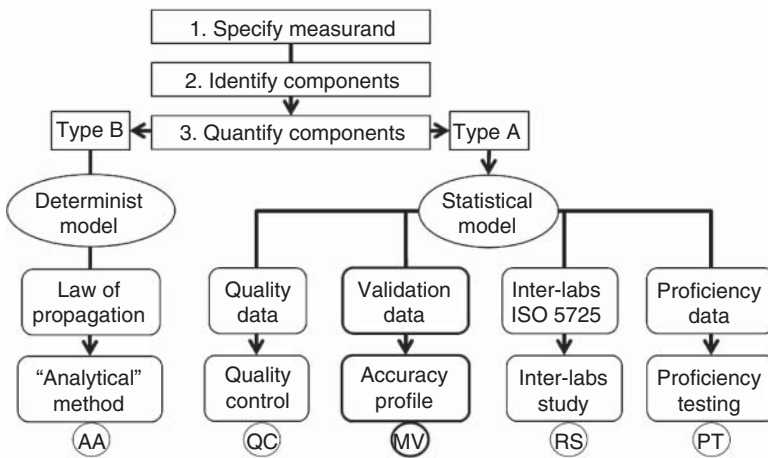 1. Specify measurand
2. Identify components
Type B
3. Quantify components
Type A
Determinist
model
Statistical
model
Law of
propagation
Quality
data
Validation
data
Inter-labs
ISO 5725
Proficiency
data
“Analytical”
method
Quality
control
Accuracy
profile
Inter-labs
study
Proficiency
testing
AA
QC
MV
RS
PT